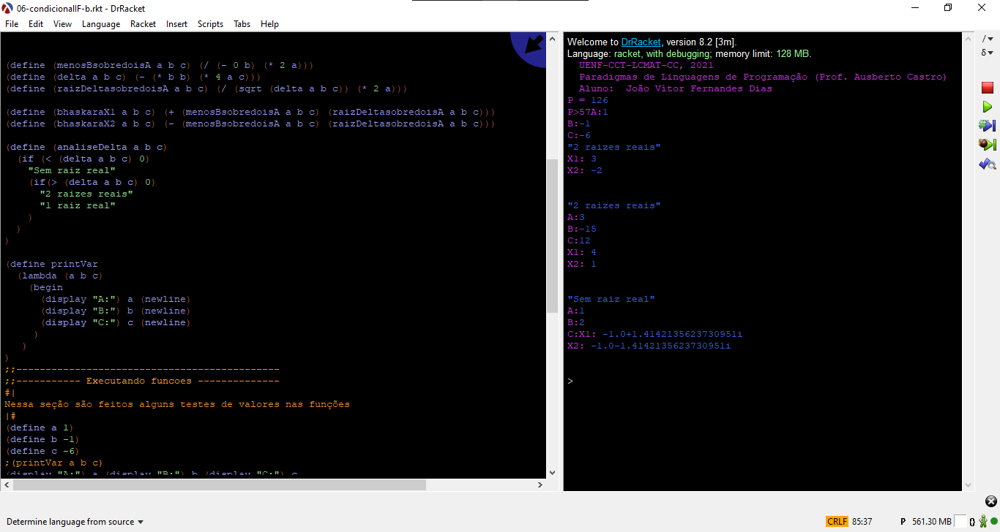 06-condicionalIF-b.rkt - DrRacket
File Edit View Language Racket Insert Scripts Tabs Help
(define (menosBsobredoisA a b c) (/ (- 0 b) (* 2 a)))
(define (delta a b c) (- (* b b) (* 4 a c)))
(define (raizDeltasobredoisA a b c) (/ (sqrt (delta a b c)) (* 2 a)))
(define (bhaskaraX1 a b c) (+ (menosBsobredoisA a b c) (raizDeltasobredoisA a b c)))
(define (bhaskaraX2 a b c) (- (menosBsobredoisA a b c) (raizDeltasobredoisA a b c)))
(define (analiseDelta a b c)
(if (< (delta a b c) 0)
"Sem raiz real"
(if(> (delta a b c) 0)
"2 raizes reais"
"1 raiz real"
)
)
)
(define printVar
(lambda (a b c)
(begin
(display "A:") a (newline)
(display "B:") b (newline)
(display "C:") c (newline)
)
)
)
;;---------------------------------------------
;;----------- Executando funcoes --------------
#|
Nessa seção são feitos alguns testes de valores nas funções
|#
(define a 1)
(define b -1)
(define c -6)
;(printVar a b c)
(display "A:") a (display "B:") b (display "C:") c
Welcome to DrRacket, version 8.2 [3m].
Language: racket, with debugging; memory limit: 128 MB.
UENF-CCT-LCMAT-CC, 2021
Paradigmas de Linguagens de Programação (Prof. Ausberto Castro)
Aluno: João Vítor Fernandes Dias
P = 126
P>57A:1
B:-1
C:-6
"2 raizes reais"
X1: 3
X2: -2
"2 raizes reais"
A:3
B:-15
C:12
X1: 4
X2: 1
"Sem raiz real"
A:1
B:2
C:X1: -1.0+1.4142135623730951i
X2: -1.0-1.4142135623730951i
>
Determine language from source
CRLF 85:37 P 561.30 MB